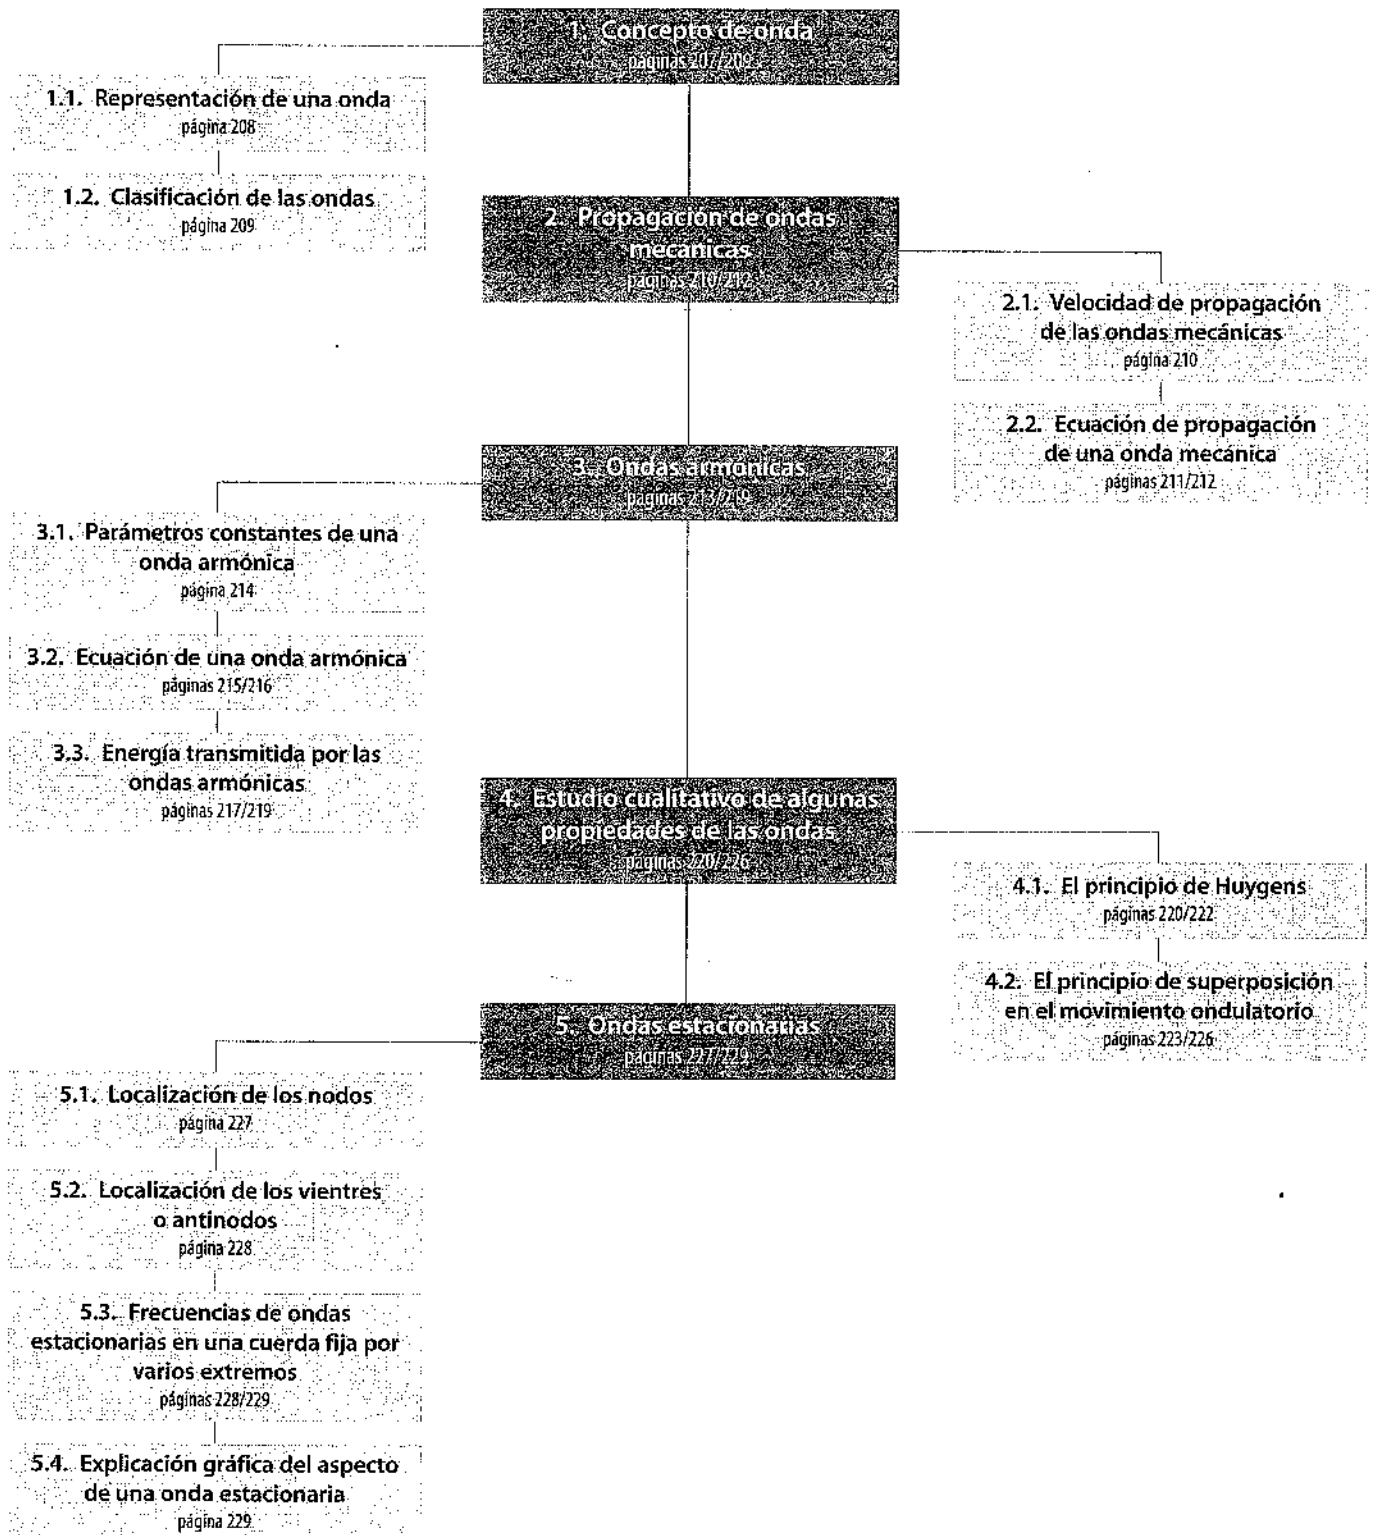 1. Concepto de onda
páginas 207/209
1.1. Representación de una onda
página 208
1.2. Clasificación de las ondas
página 209
2. Propagación de ondas
mecánicas
páginas 210/212
2.1. Velocidad de propagación
de las ondas mecánicas
página 210
2.2. Ecuación de propagación
de una onda mecánica
páginas 211/212
3. Ondas armónicas
páginas 213/219
3.1. Parámetros constantes de una
onda armónica
página 214
3.2. Ecuación de una onda armónica
páginas 215/216
3.3. Energía transmitida por las
ondas armónicas
páginas 217/219
4. Estudio cualitativo de algunas
propiedades de las ondas
páginas 220/226
4.1. El principio de Huygens
páginas 220/222
4.2. El principio de superposición
en el movimiento ondulatorio
páginas 223/226
5. Ondas estacionarias
páginas 227/229
5.1. Localización de los nodos
página 227
5.2. Localización de los vientres
o antinodos
página 228
5.3. Frecuencias de ondas
estacionarias en una cuerda fija por
varios extremos
páginas 228/229
5.4. Explicación gráfica del aspecto
de una onda estacionaria
página 229